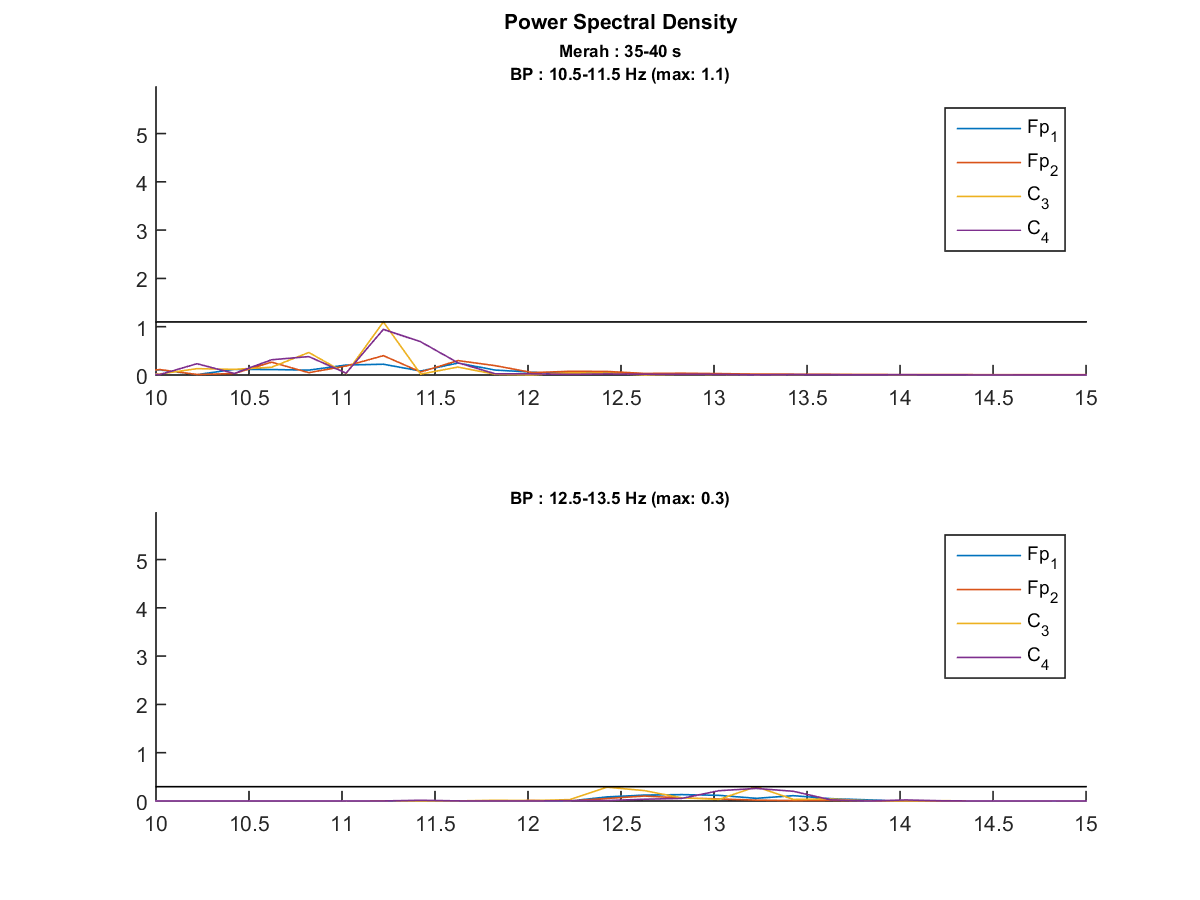 Power Spectral Density
Merah : 35-40 s
BP : 10.5-11.5 Hz (max: 1.1)
5
4
3
2
1
0
10 10.5 11 11.5 12 12.5 13 13.5 14 14.5 15
Fp1
Fp2
C3
C4
BP : 12.5-13.5 Hz (max: 0.3)
5
4
3
2
1
0
10 10.5 11 11.5 12 12.5 13 13.5 14 14.5 15
Fp1
Fp2
C3
C4